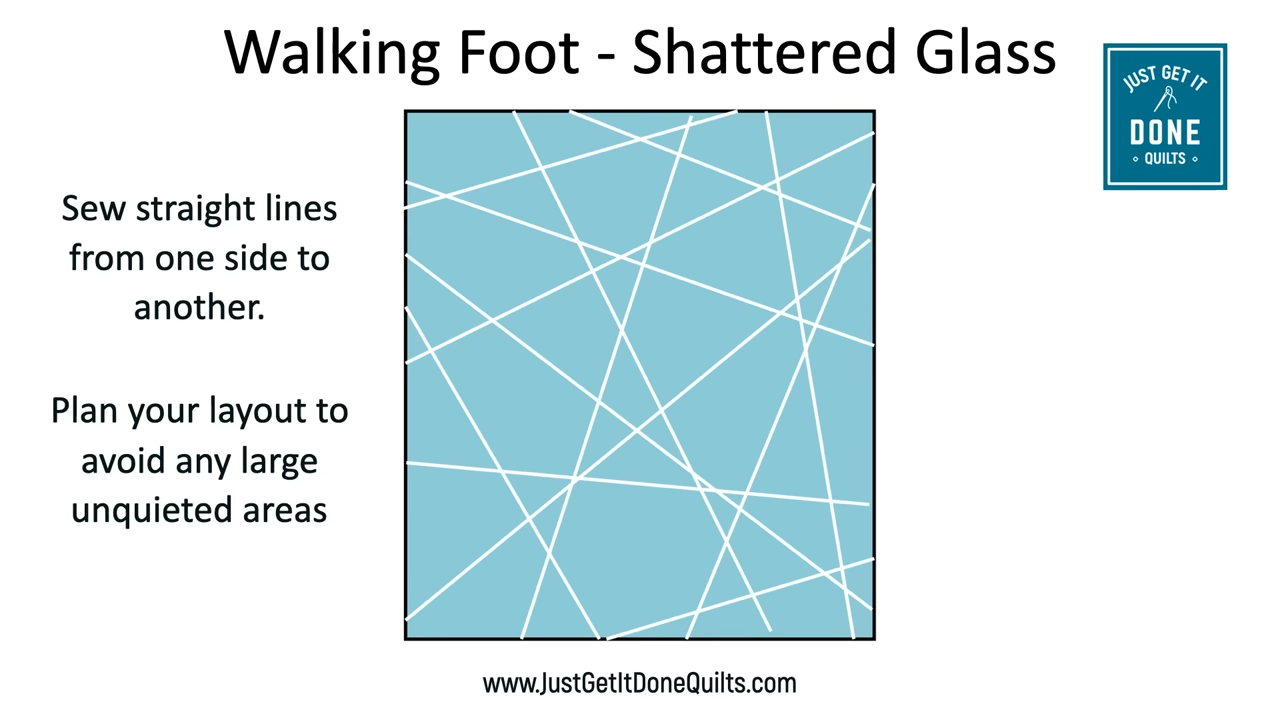 Walking Foot - Shattered Glass
JUST GET IT
DONE
QUILTS
Sew straight lines
from one side to
another.
Plan your layout to
avoid any large
unquieted areas
www.JustGetItDoneQuilts.com